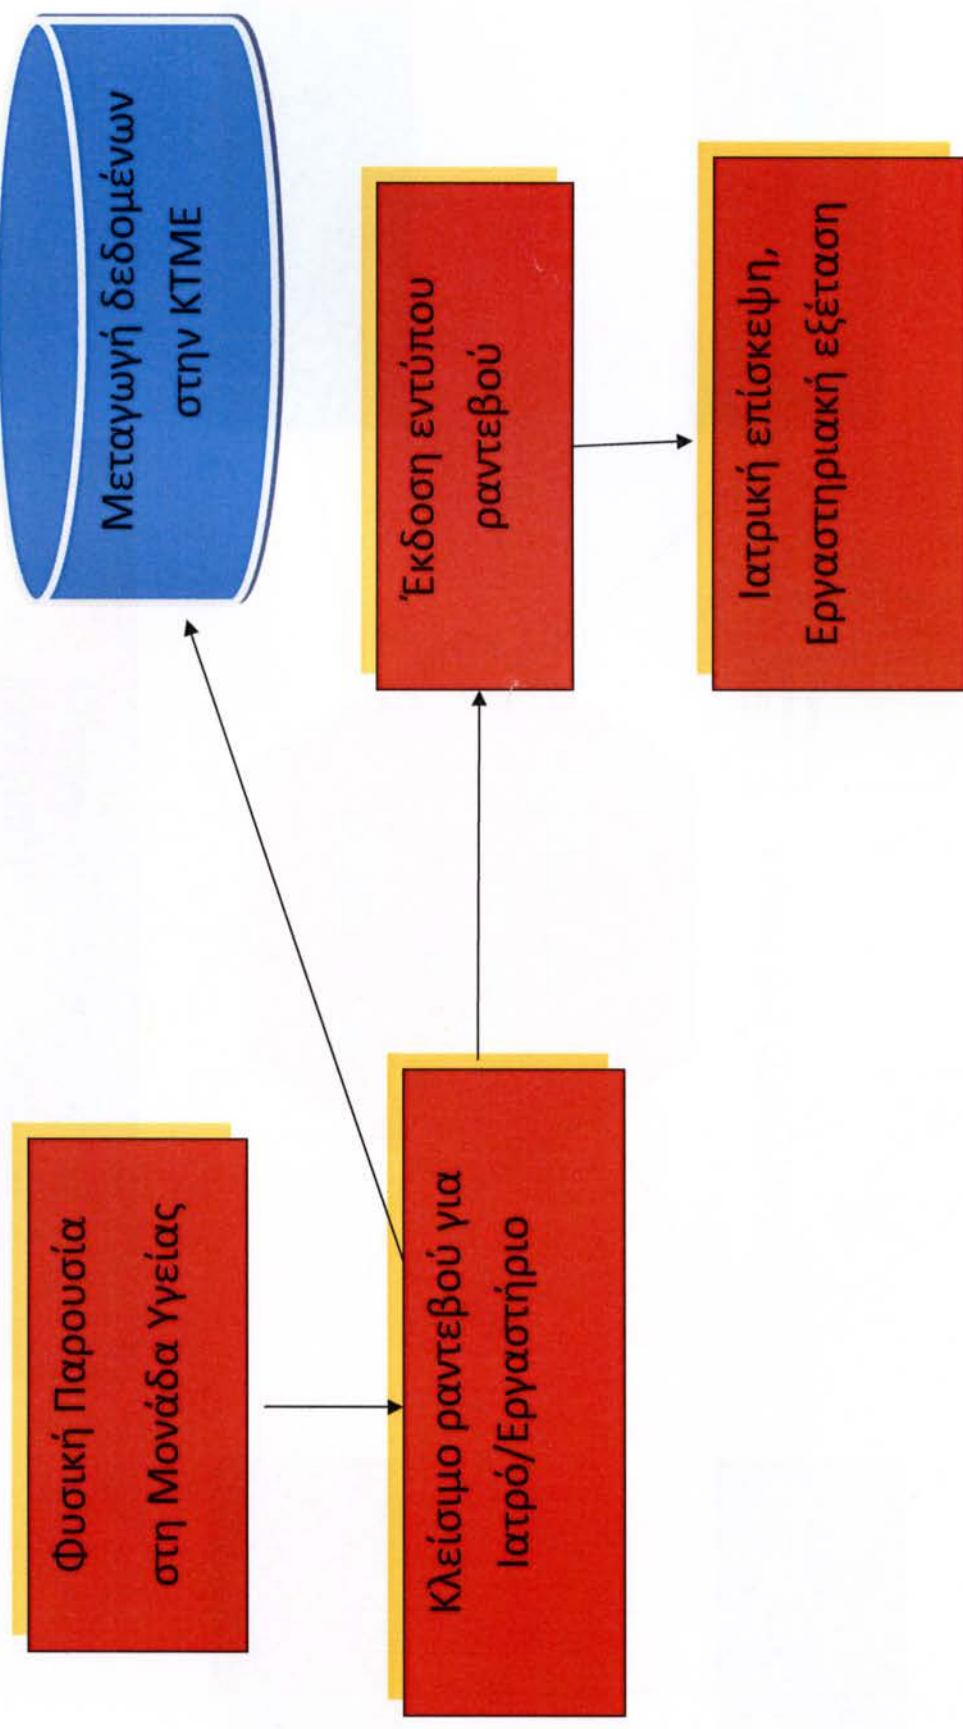 Φυσική Παρουσία
στη Μονάδα Υγείας
Μεταγωγή δεδομένων
στην ΚΤΜΕ
Κλείσιμο ραντεβού για
Ιατρό/Εργαστήριο
Έκδοση εντύπου
ραντεβού
Ιατρική επίσκεψη,
Εργαστηριακή εξέταση